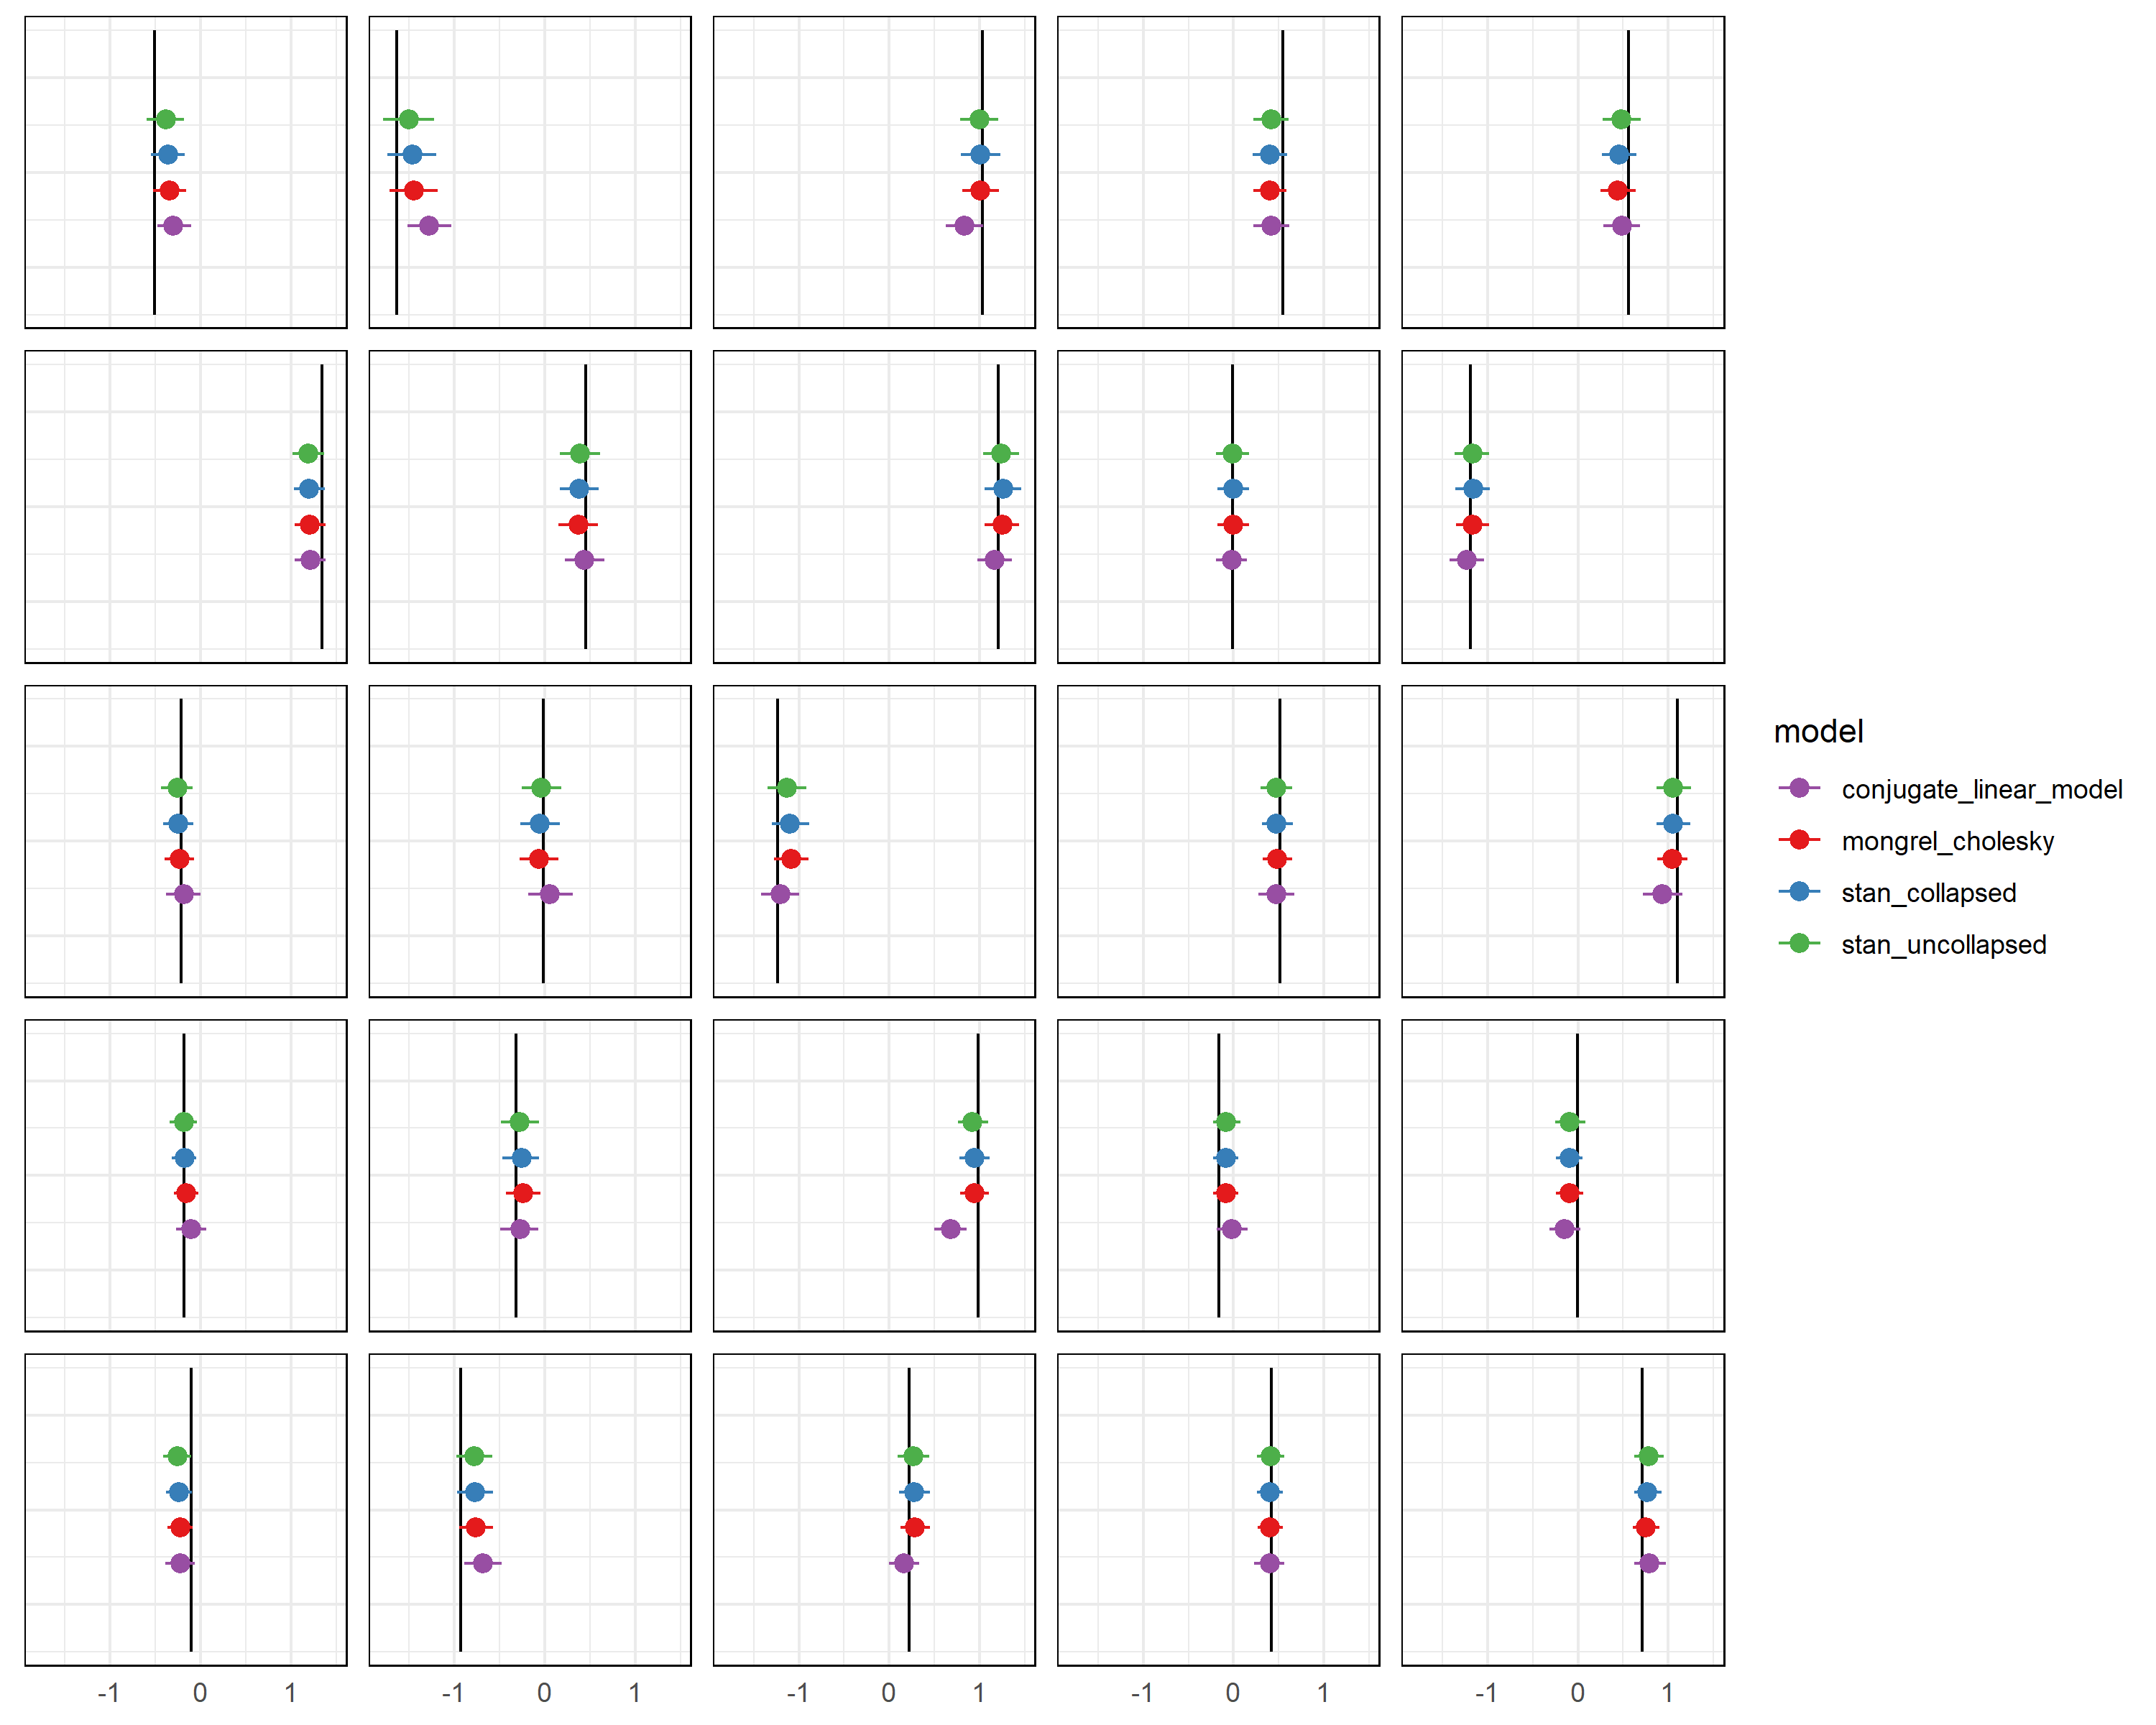 model
conjugate_linear_model
mongrel_cholesky
stan_collapsed
stan_uncollapsed
-1 0 1 -1 0 1 -1 0 1 -1 0 1 -1 0 1